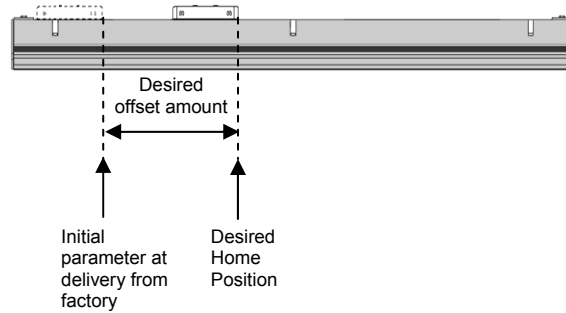 Desired
offset amount
Initial
parameter at
delivery from
factory
Desired
Home
Position